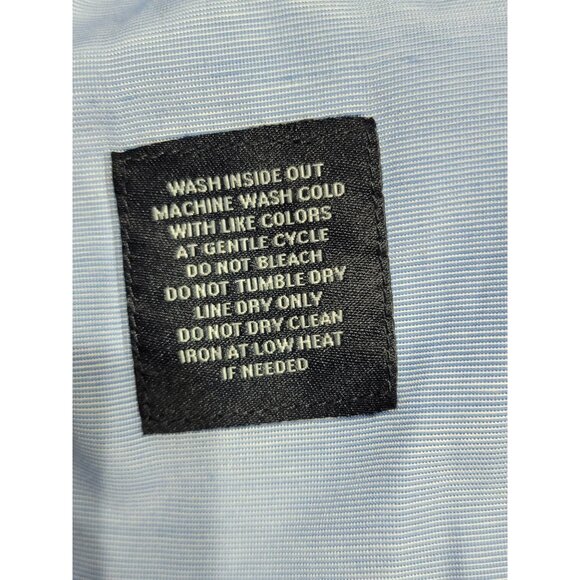 WASH INSIDE OUT
MACHINE WASH COLD
WITH LIKE COLORS
AT GENTLE CYCLE
DO NOT BLEACH
DO NOT TUMBLE DRY
LINE DRY ONLY
DO NOT DRY CLEAN
IRON AT LOW HEAT
IF NEEDED